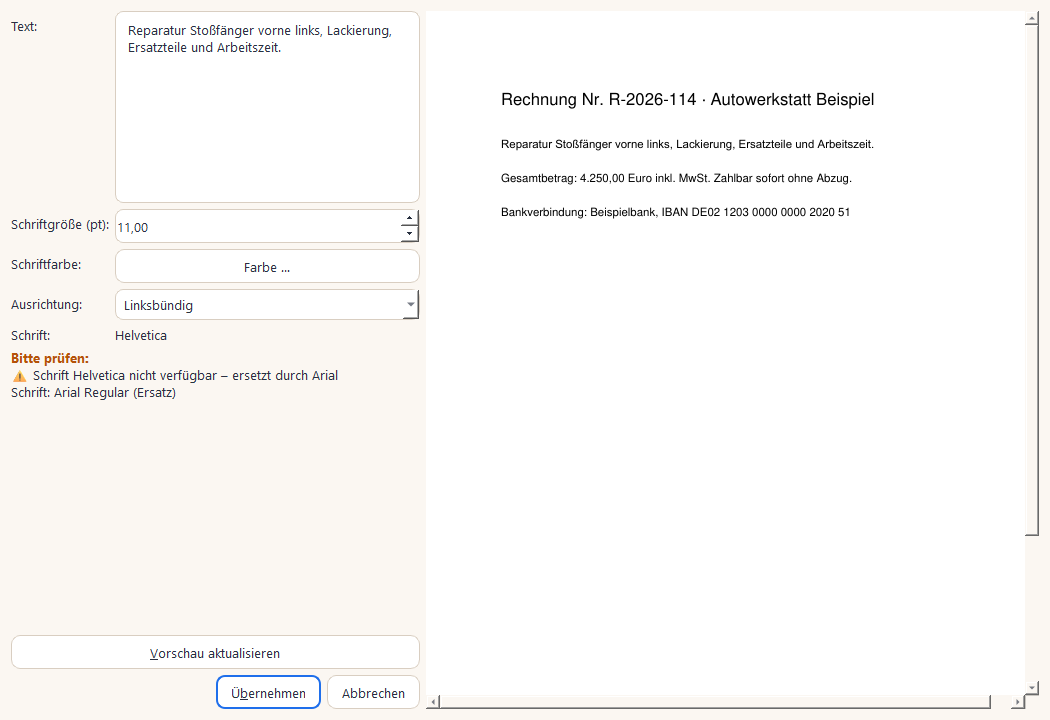 Text:
Reparatur Stoßfänger vorne links, Lackierung,
Ersatzteile und Arbeitszeit.
Schriftgröße (pt):
11,00
Schriftfarbe:
Farbe ...
Ausrichtung:
Linksbündig
Schrift:
Helvetica
Bitte prüfen:
⚠ Schrift Helvetica nicht verfügbar – ersetzt durch Arial
Schrift: Arial Regular (Ersatz)
Vorschau aktualisieren
Übernehmen
Abbrechen
Rechnung Nr. R-2026-114 · Autowerkstatt Beispiel
Reparatur Stoßfänger vorne links, Lackierung, Ersatzteile und Arbeitszeit.
Gesamtbetrag: 4.250,00 Euro inkl. MwSt. Zahlbar sofort ohne Abzug.
Bankverbindung: Beispielbank, IBAN DE02 1203 0000 0000 2020 51